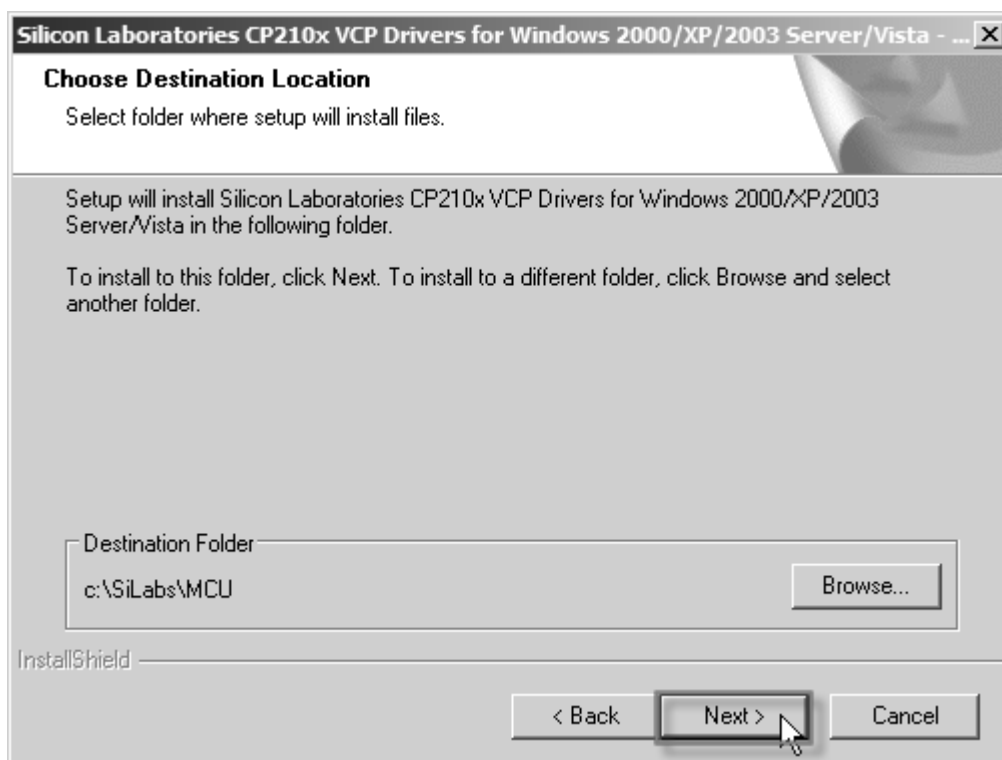 Silicon Laboratories CP210x VCP Drivers for Windows 2000/XP/2003 Server/Vista - ...
Choose Destination Location
Select folder where setup will install files.
Setup will install Silicon Laboratories CP210x VCP Drivers for Windows 2000/XP/2003
Server/Vista in the following folder.
To install to this folder, click Next. To install to a different folder, click Browse and select
another folder.
Destination Folder
c:\SiLabs\MCU
Browse...
InstallShield
< Back
Next >
Cancel